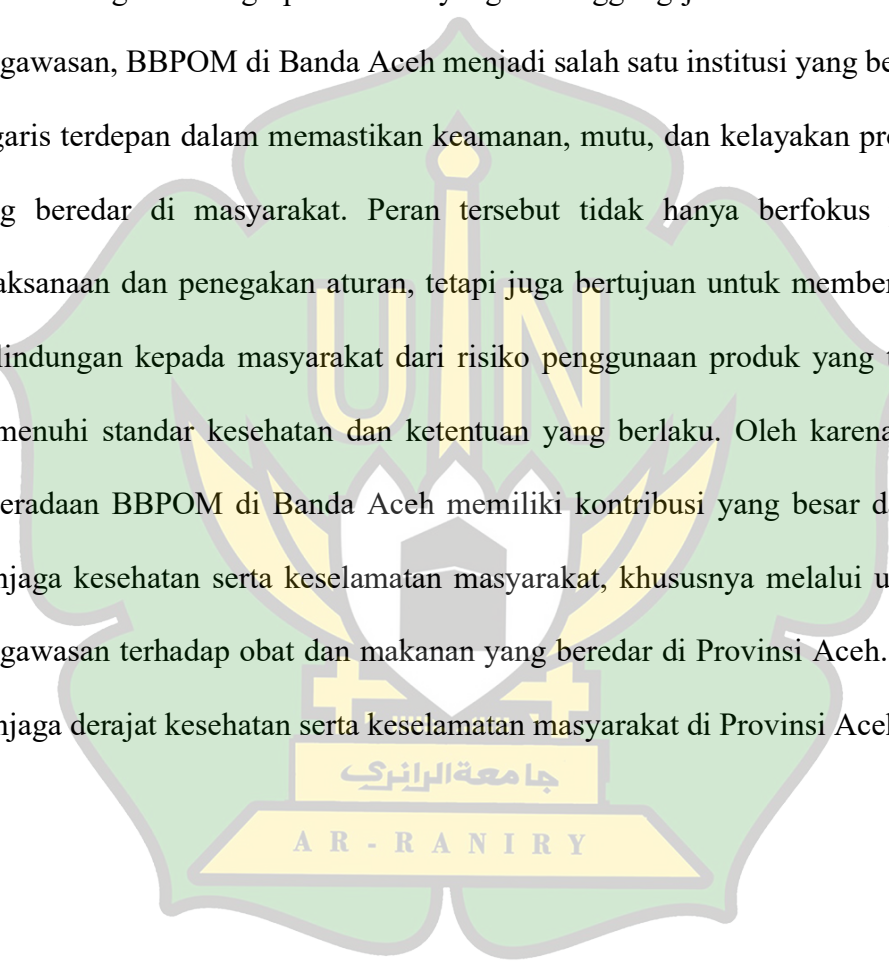 gawasan, BBPOM di Banda Aceh menjadi salah satu institusi yang be
garis terdepan dalam memastikan keamanan, mutu, dan kelayakan pr
g beredar di masyarakat. Peran tersebut tidak hanya berfokus
aksanaan dan penegakan aturan, tetapi juga bertujuan untuk member
lindungan kepada masyarakat dari risiko penggunaan produk yang
menuhi standar kesehatan dan ketentuan yang berlaku. Oleh karena
eradaan BBPOM di Banda Aceh memiliki kontribusi yang besar d
njaga kesehatan serta keselamatan masyarakat, khususnya melalui u
gawasan terhadap obat dan makanan yang beredar di Provinsi Aceh.
njaga derajat kesehatan serta keselamatan masyarakat di Provinsi Aceh
UIN
جامعةالرانري
AR-RANIRY